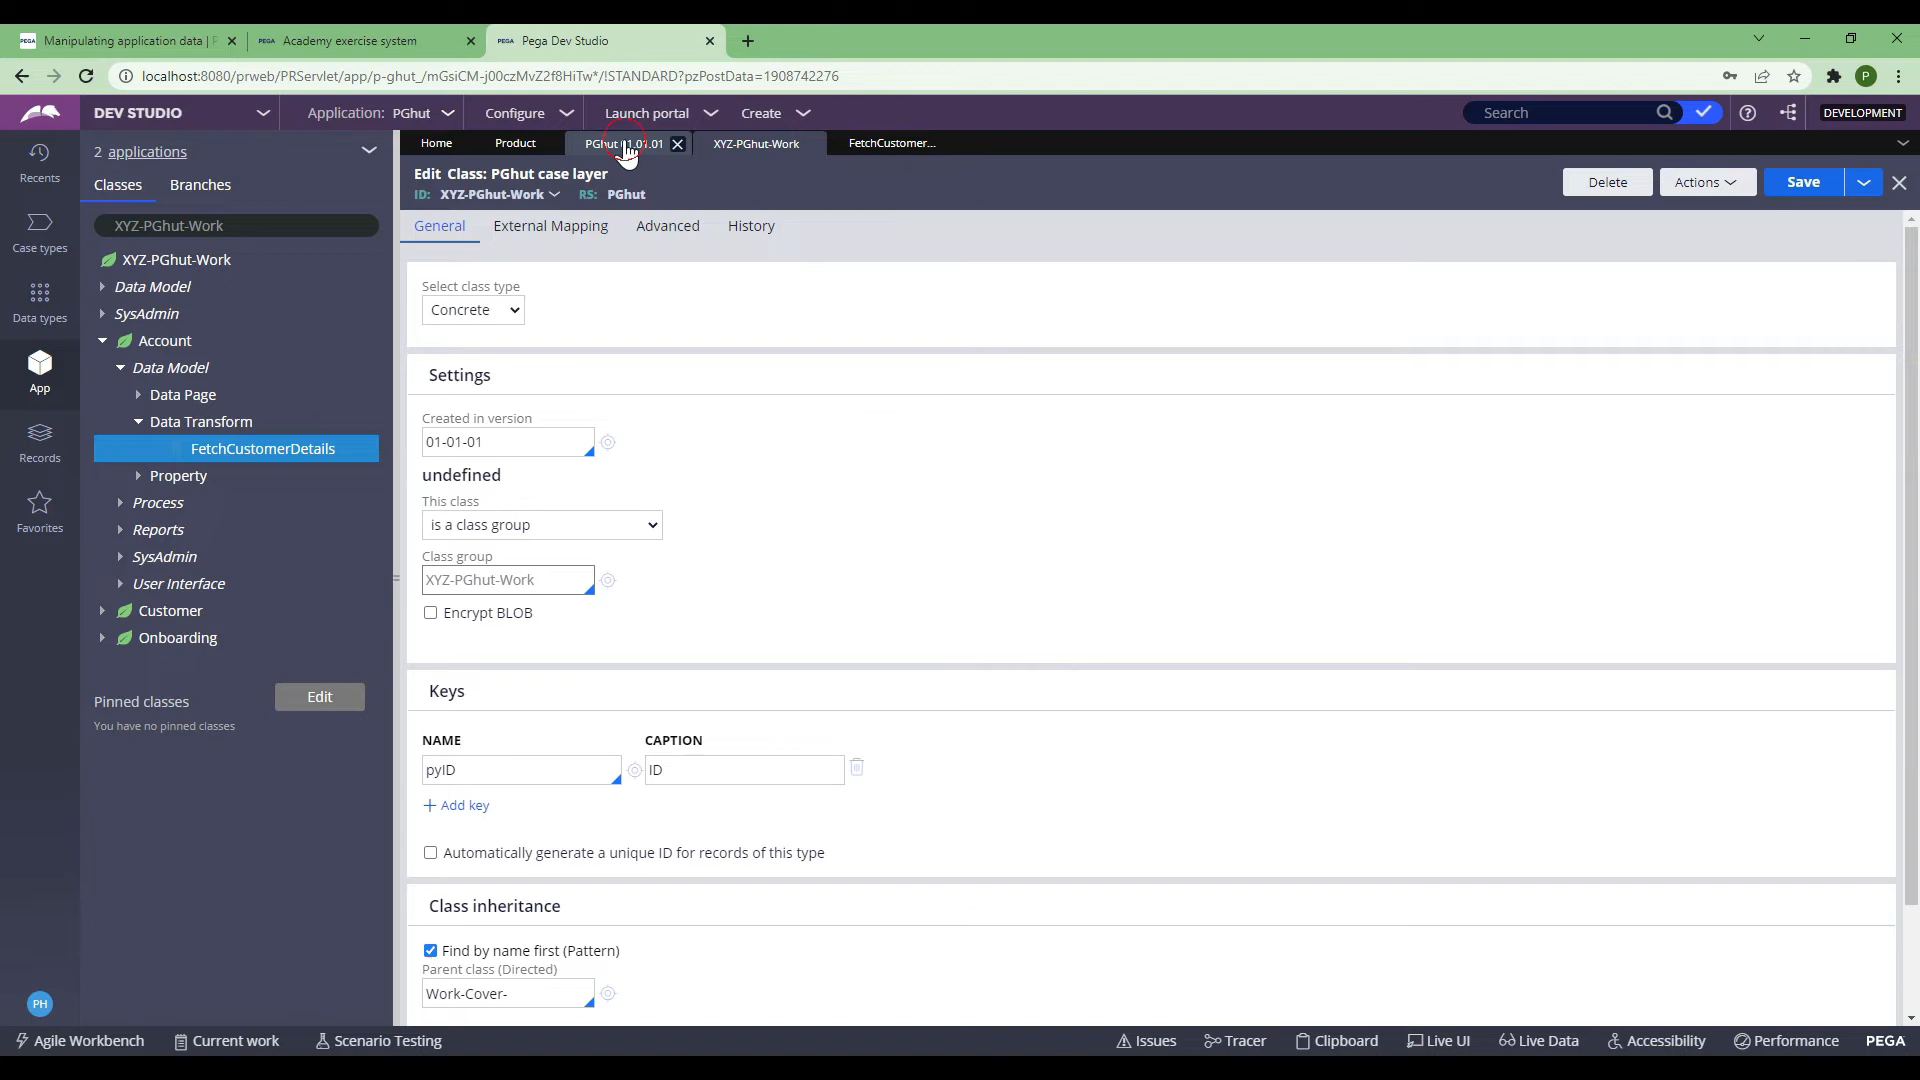 PEGA Manipulating application data | P
PEGA Academy exercise system
PEGA Pega Dev Studio
localhost:8080/prweb/PRServlet/app/p-ghut_/mGsiCM-j00czMvZ2f8HiTw*/!STANDARD?pzPostData=1908742276
P
DEV STUDIO
Application: PGhut
Configure
Launch portal
Create
Search
DEVELOPMENT
Recents
Case types
Data types
App
Records
Favorites
PH
2 applications
Classes
Branches
XYZ-PGhut-Work
XYZ-PGhut-Work
Data Model
SysAdmin
Account
Data Model
Data Page
Data Transform
FetchCustomerDetails
Property
Process
Reports
SysAdmin
User Interface
Customer
Onboarding
Pinned classes
Edit
You have no pinned classes
Home
Product
PGhut 01.01.01
XYZ-PGhut-Work
FetchCustomer...
Edit Class: PGhut case layer
ID: XYZ-PGhut-Work RS: PGhut
Delete
Actions
Save
General
External Mapping
Advanced
History
Select class type
Concrete
Settings
Created in version
01-01-01
undefined
This class
is a class group
Class group
XYZ-PGhut-Work
Encrypt BLOB
Keys
NAME
CAPTION
pyID
ID
+ Add key
Automatically generate a unique ID for records of this type
Class inheritance
Find by name first (Pattern)
Parent class (Directed)
Work-Cover-
Agile Workbench
Current work
Scenario Testing
Issues
Tracer
Clipboard
Live UI
Live Data
Accessibility
Performance
PEGA